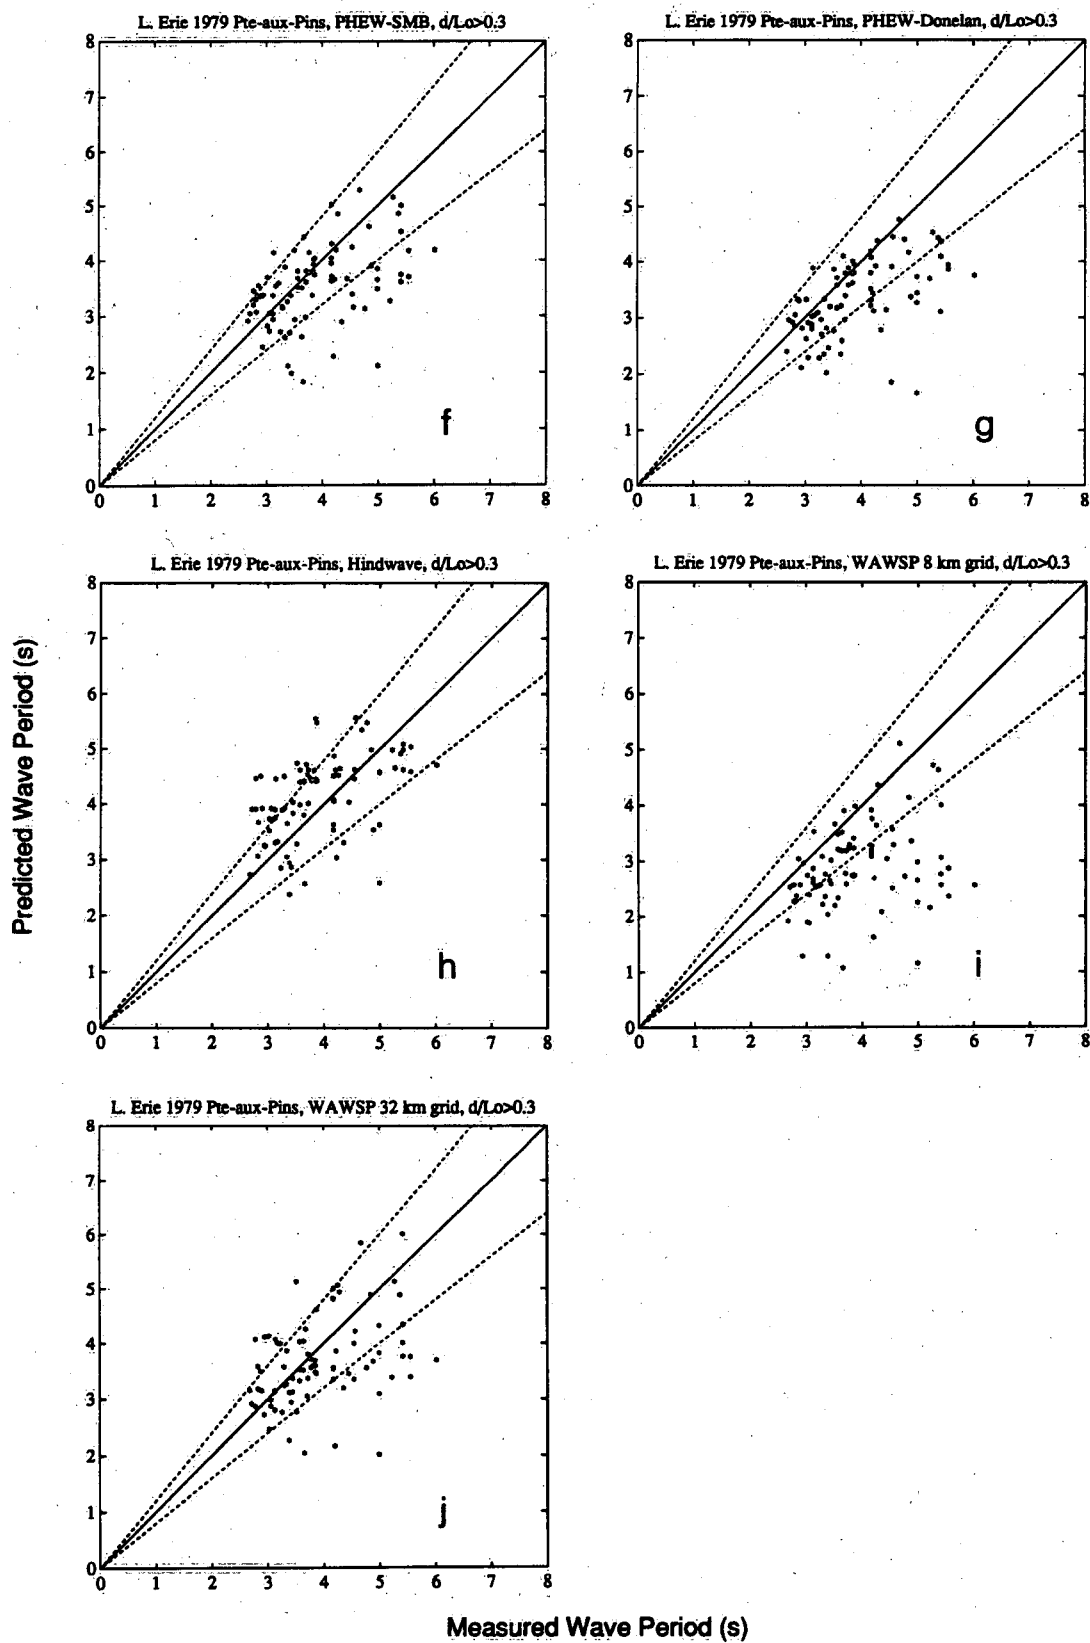 L. Erie 1979 Pte-aux-Pins, PHEW-SMB, d/Lo>0.3
8
7
6
5
4
3
2
1
0
f
0 1 2 3 4 5 6 7 8
L. Erie 1979 Pte-aux-Pins, PHEW-Donelan, d/Lo>0.3
8
7
6
5
4
3
2
1
0
g
0 1 2 3 4 5 6 7 8
Predicted Wave Period (s)
L. Erie 1979 Pte-aux-Pins, Hindwave, d/Lo>0.3
8
7
6
5
4
3
2
1
0
h
0 1 2 3 4 5 6 7 8
L. Erie 1979 Pte-aux-Pins, WAWSP 8 km grid, d/Lo>0.3
8
7
6
5
4
3
2
1
0
i
0 1 2 3 4 5 6 7 8
L. Erie 1979 Pte-aux-Pins, WAWSP 32 km grid, d/Lo>0.3
8
7
6
5
4
3
2
1
0
j
0 1 2 3 4 5 6 7 8
Measured Wave Period (s)